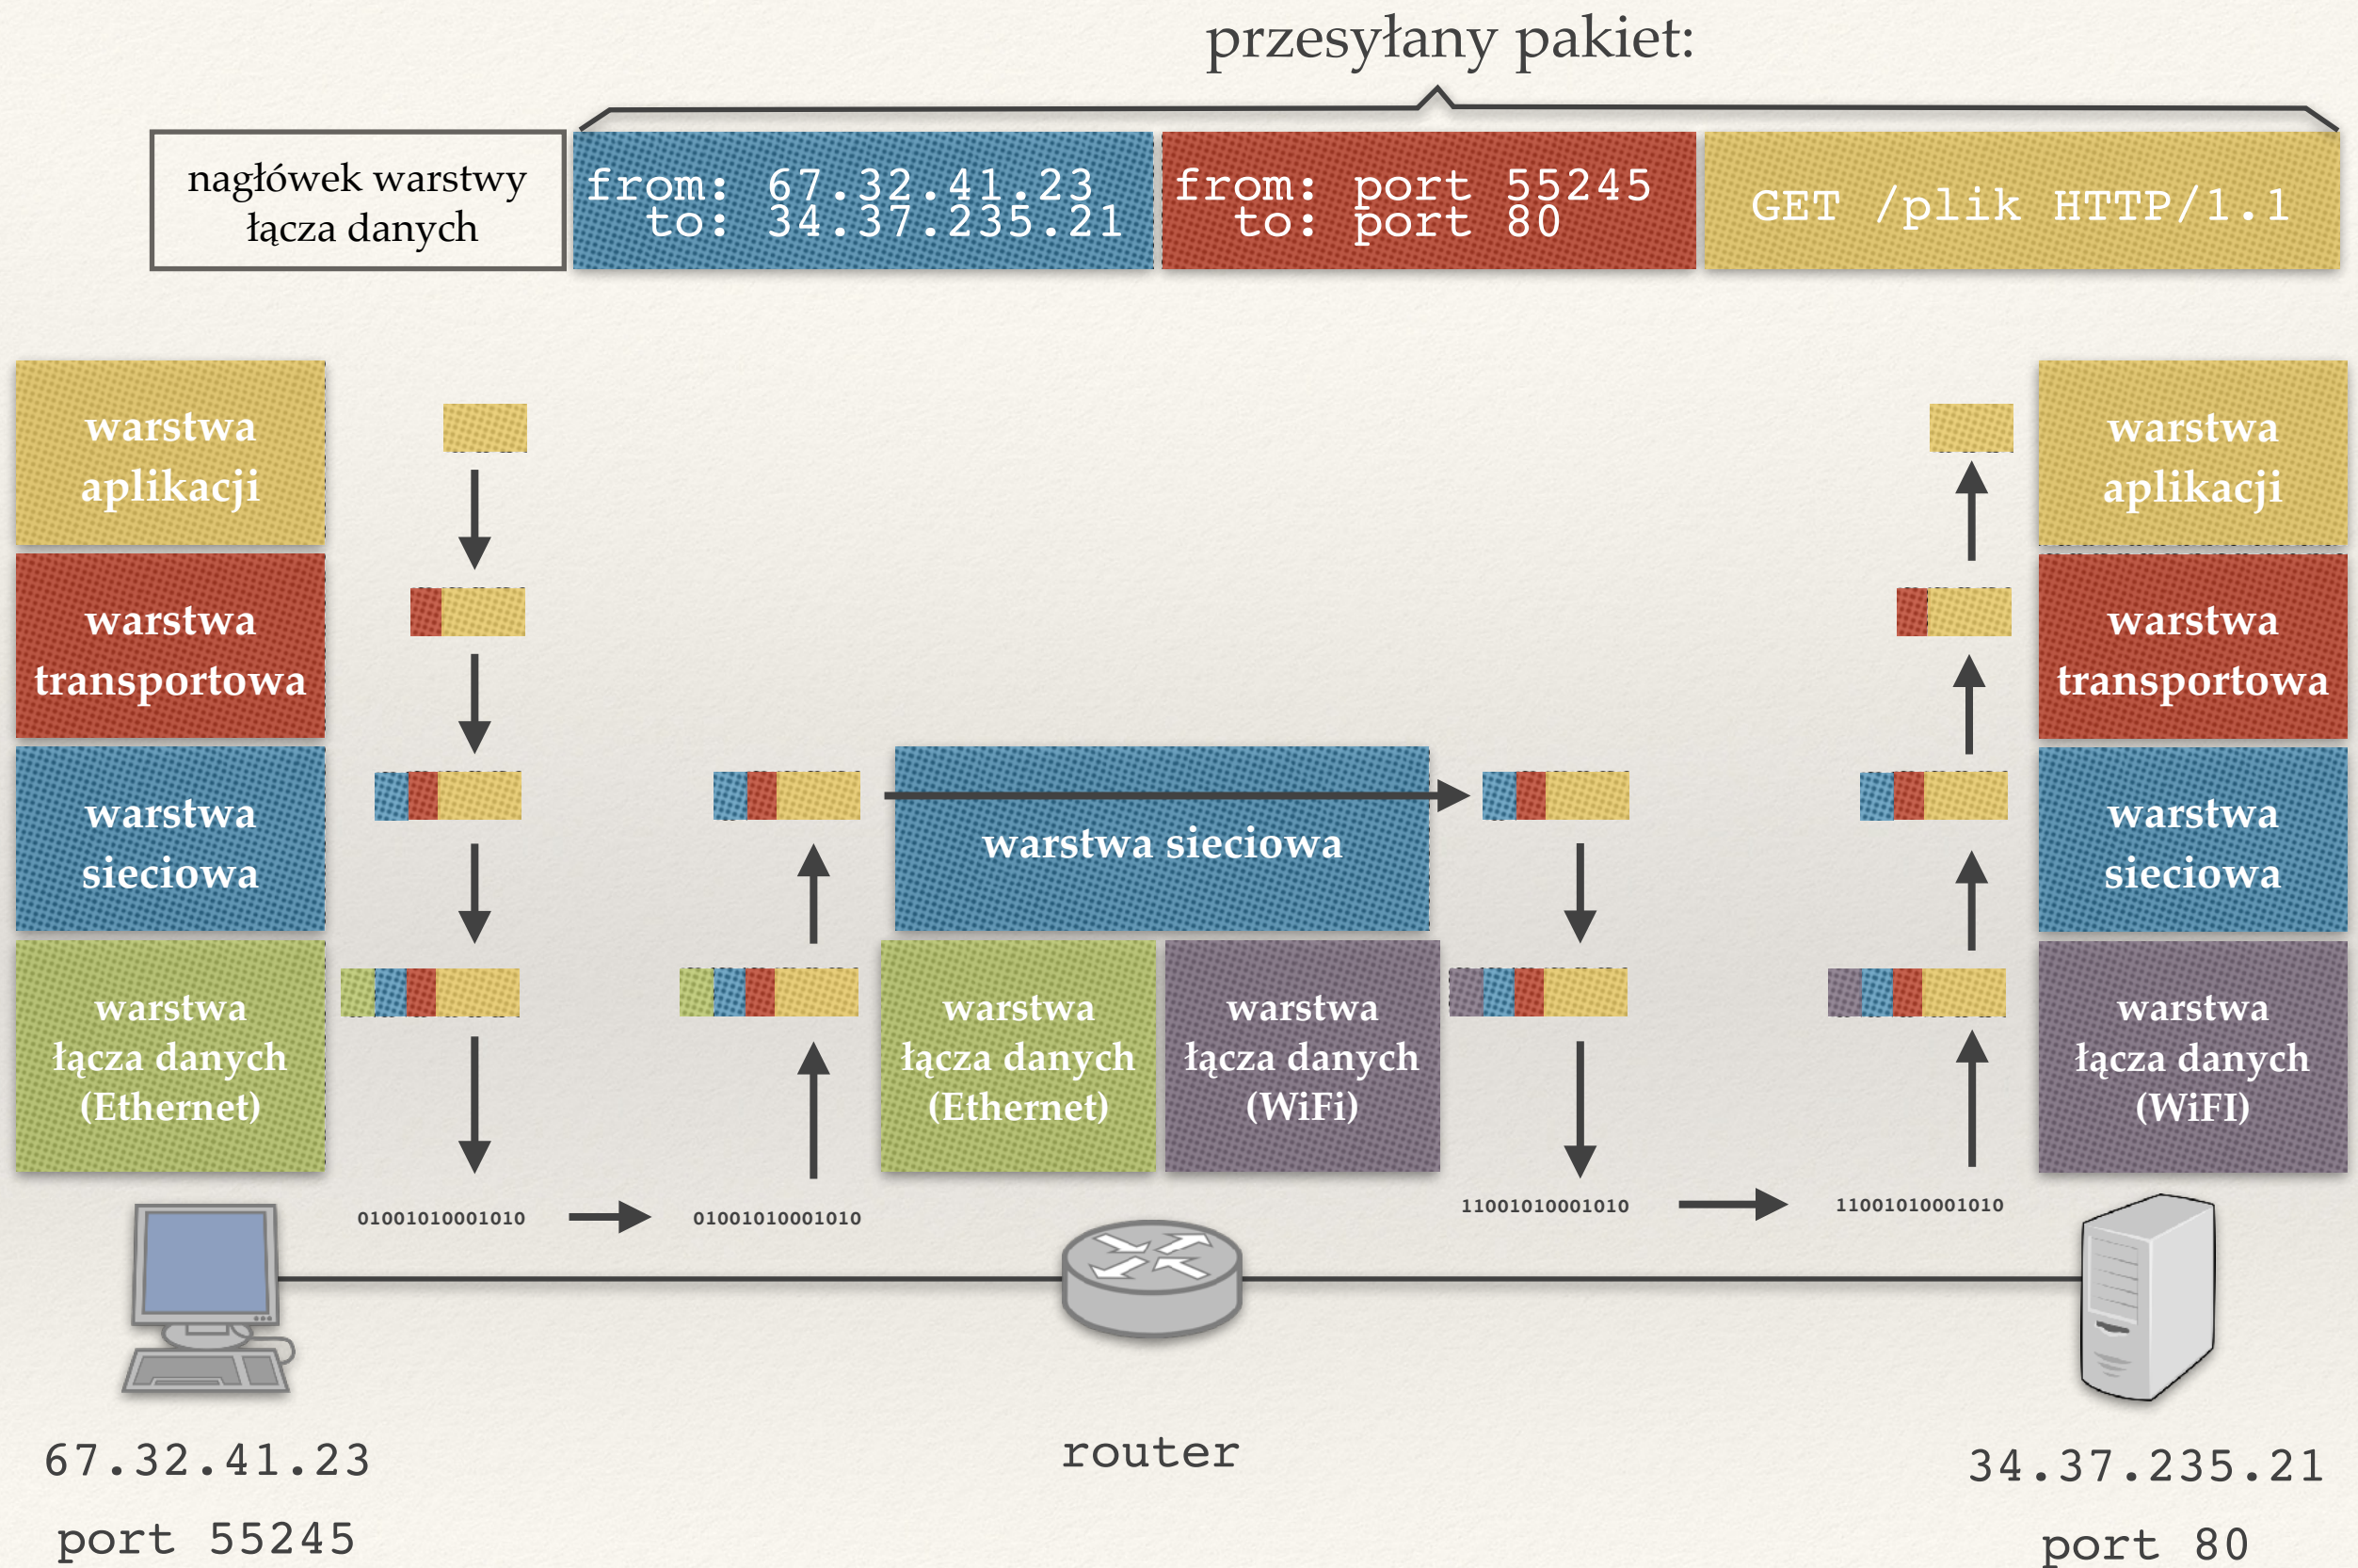 przesyłany pakiet:
nagłówek warstwy
łącza danych
from: 67.32.41.23
to: 34.37.235.21
from: port 55245
to: port 80
GET /plik HTTP/1.1
warstwa
aplikacji
warstwa
transportowa
warstwa
sieciowa
warstwa
łącza danych
(Ethernet)
warstwa sieciowa
warstwa
łącza danych
(Ethernet)
warstwa
łącza danych
(WiFi)
warstwa
aplikacji
warstwa
transportowa
warstwa
sieciowa
warstwa
łącza danych
(WiFI)
01001010001010
01001010001010
11001010001010
11001010001010
67.32.41.23
port 55245
router
34.37.235.21
port 80